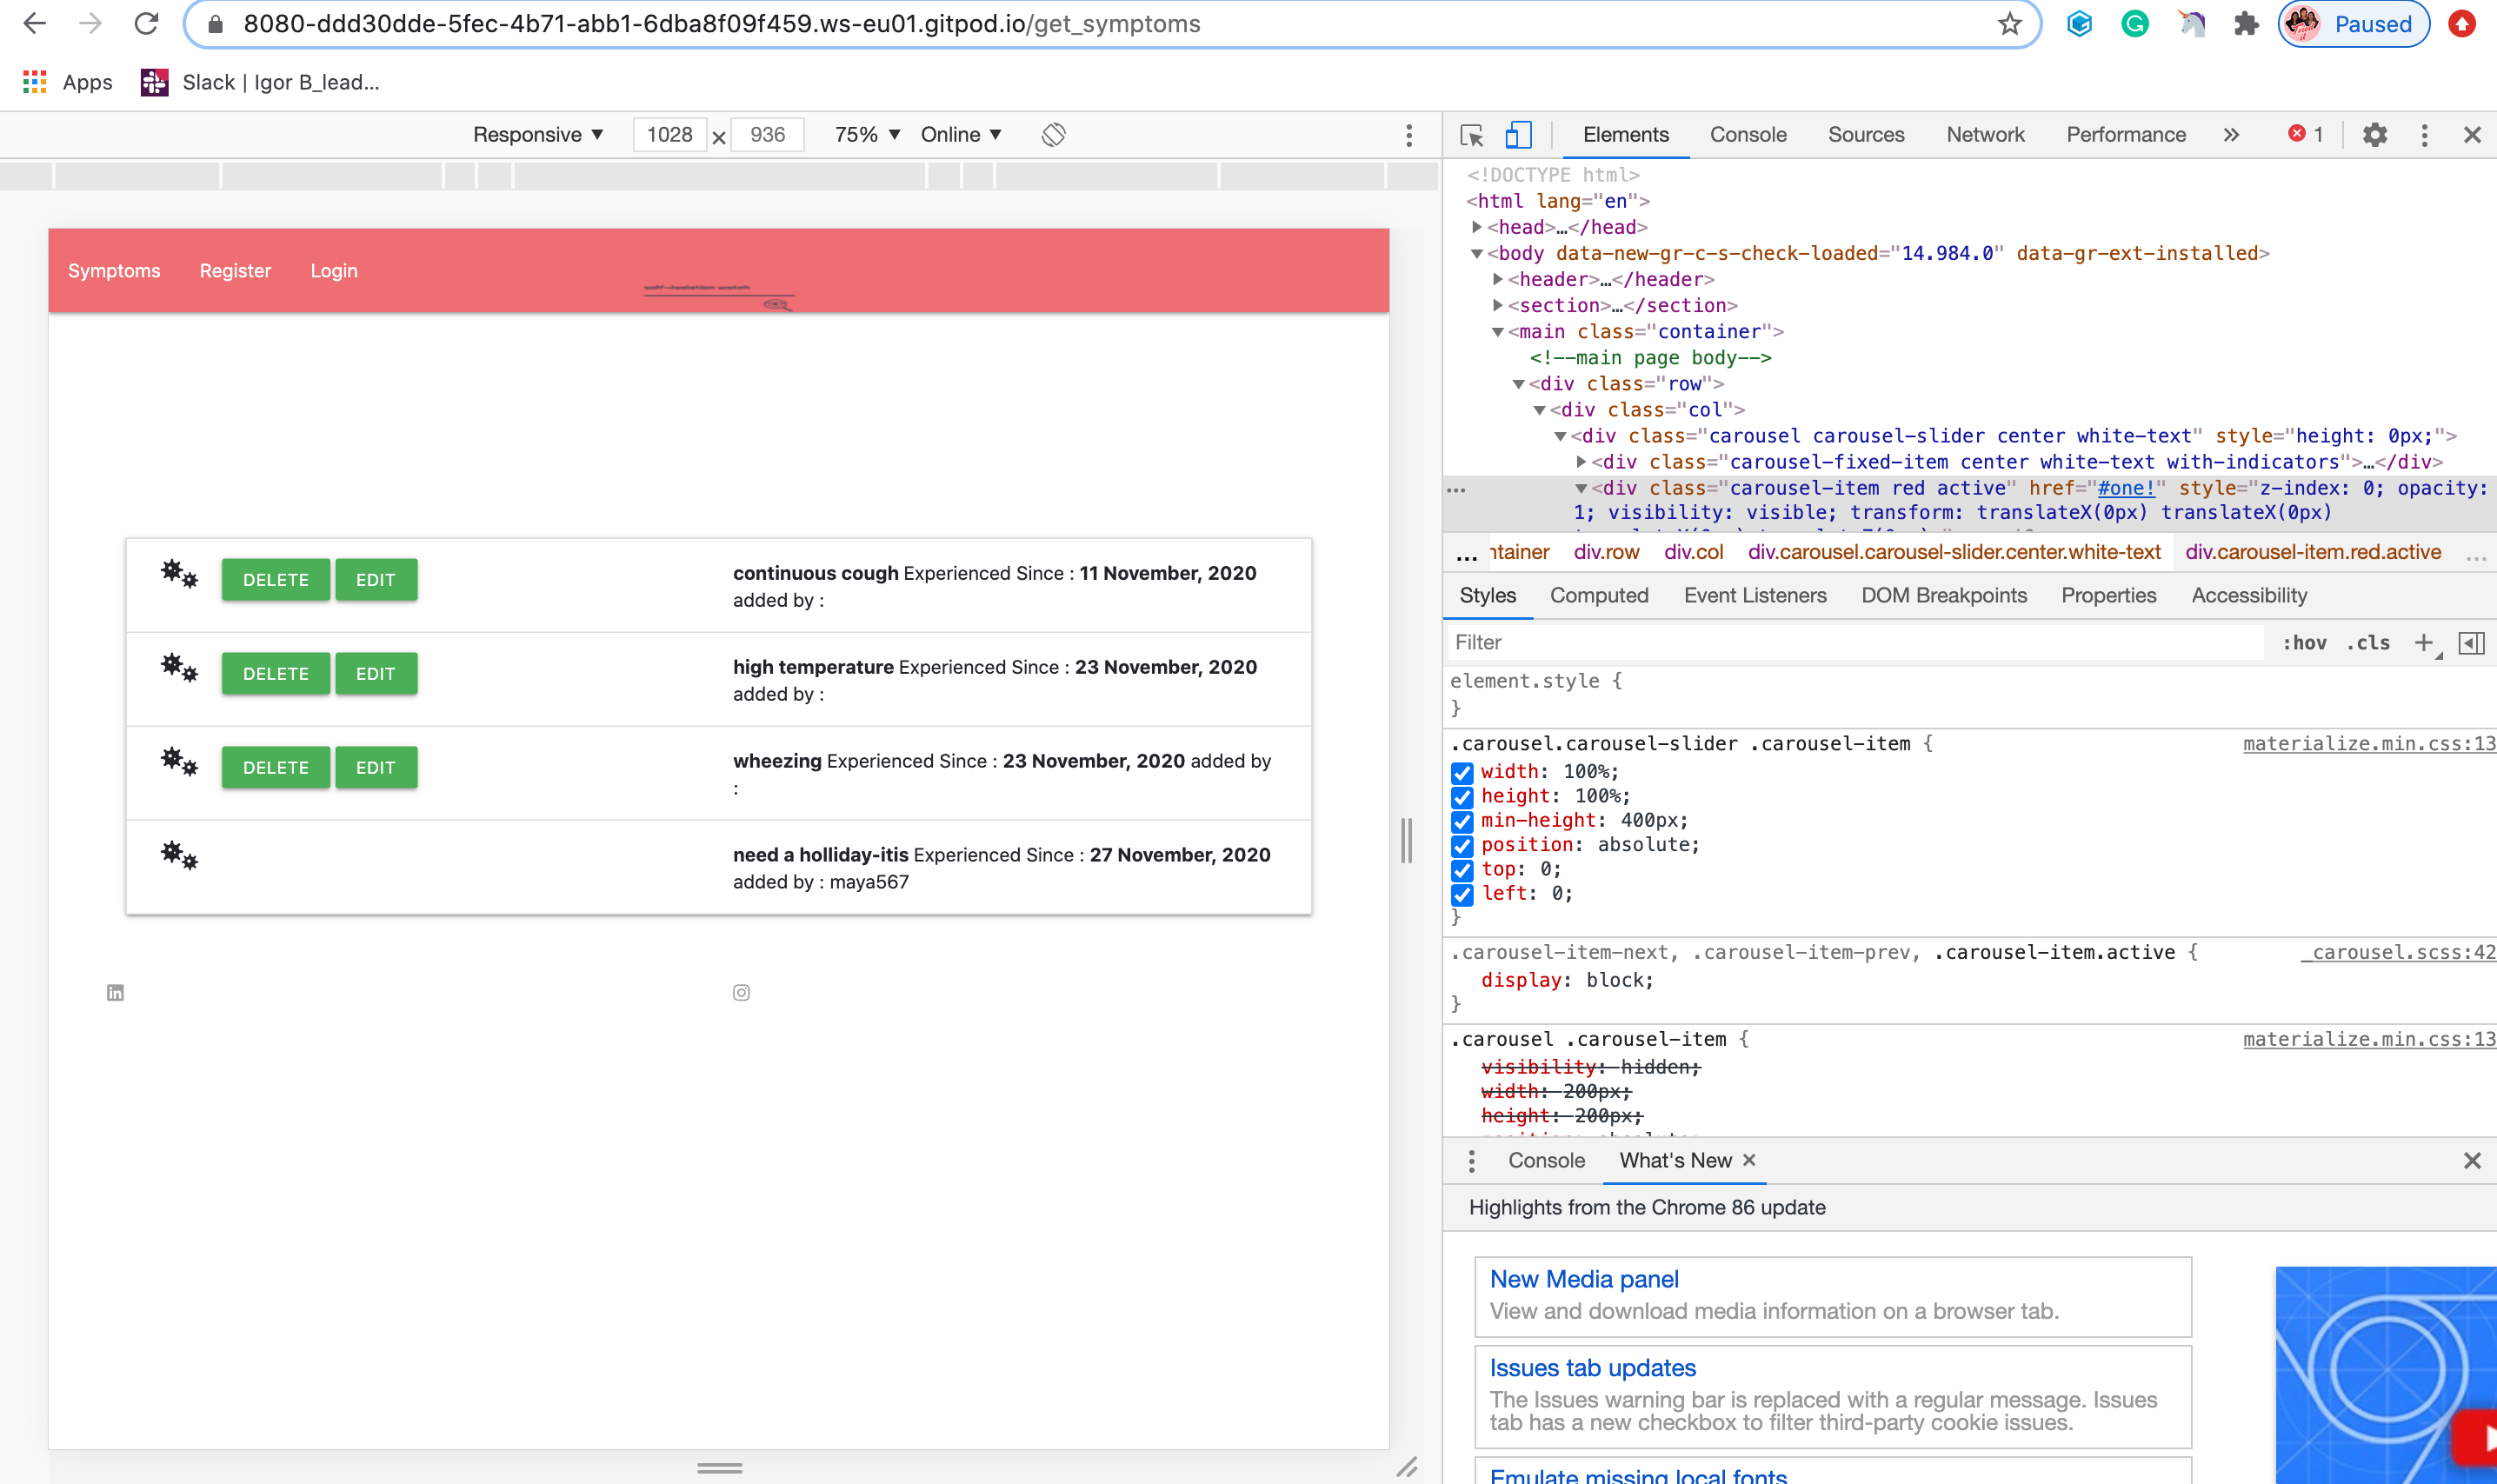 8080-ddd30dde-5fec-4b71-abb1-6dba8f09f459.ws-eu01.gitpod.io/get_symptoms
Paused
Apps
Slack | Igor B_lead...
Responsive ▼ 1028 × 936 75% ▼ Online ▼
Elements Console Sources Network Performance » 1
Symptoms Register Login
DELETE EDIT
continuous cough Experienced Since : 11 November, 2020
added by :
DELETE EDIT
high temperature Experienced Since : 23 November, 2020
added by :
DELETE EDIT
wheezing Experienced Since : 23 November, 2020 added by
:
need a holliday-itis Experienced Since : 27 November, 2020
added by : maya567
<!DOCTYPE html>
<html lang="en">
<head>…</head>
<body data-new-gr-c-s-check-loaded="14.984.0" data-gr-ext-installed>
<header>…</header>
<section>…</section>
<main class="container">
<!--main page body-->
<div class="row">
<div class="col">
<div class="carousel carousel-slider center white-text" style="height: 0px;">
<div class="carousel-fixed-item center white-text with-indicators">…</div>
<div class="carousel-item red active" href="#one!" style="z-index: 0; opacity:
1; visibility: visible; transform: translateX(0px) translateX(0px)
... ntainer div.row div.col div.carousel.carousel-slider.center.white-text div.carousel-item.red.active ...
Styles Computed Event Listeners DOM Breakpoints Properties Accessibility
Filter :hov .cls +
element.style {
}
.carousel.carousel-slider .carousel-item { materialize.min.css:13
width: 100%;
height: 100%;
min-height: 400px;
position: absolute;
top: 0;
left: 0;
}
.carousel-item-next, .carousel-item-prev, .carousel-item.active { _carousel.scss:42
display: block;
}
.carousel .carousel-item { materialize.min.css:13
visibility: hidden;
width: 200px;
height: 200px;
Console What's New ×
Highlights from the Chrome 86 update
New Media panel
View and download media information on a browser tab.
Issues tab updates
The Issues warning bar is replaced with a regular message. Issues
tab has a new checkbox to filter third-party cookie issues.
Emulate missing local fonts